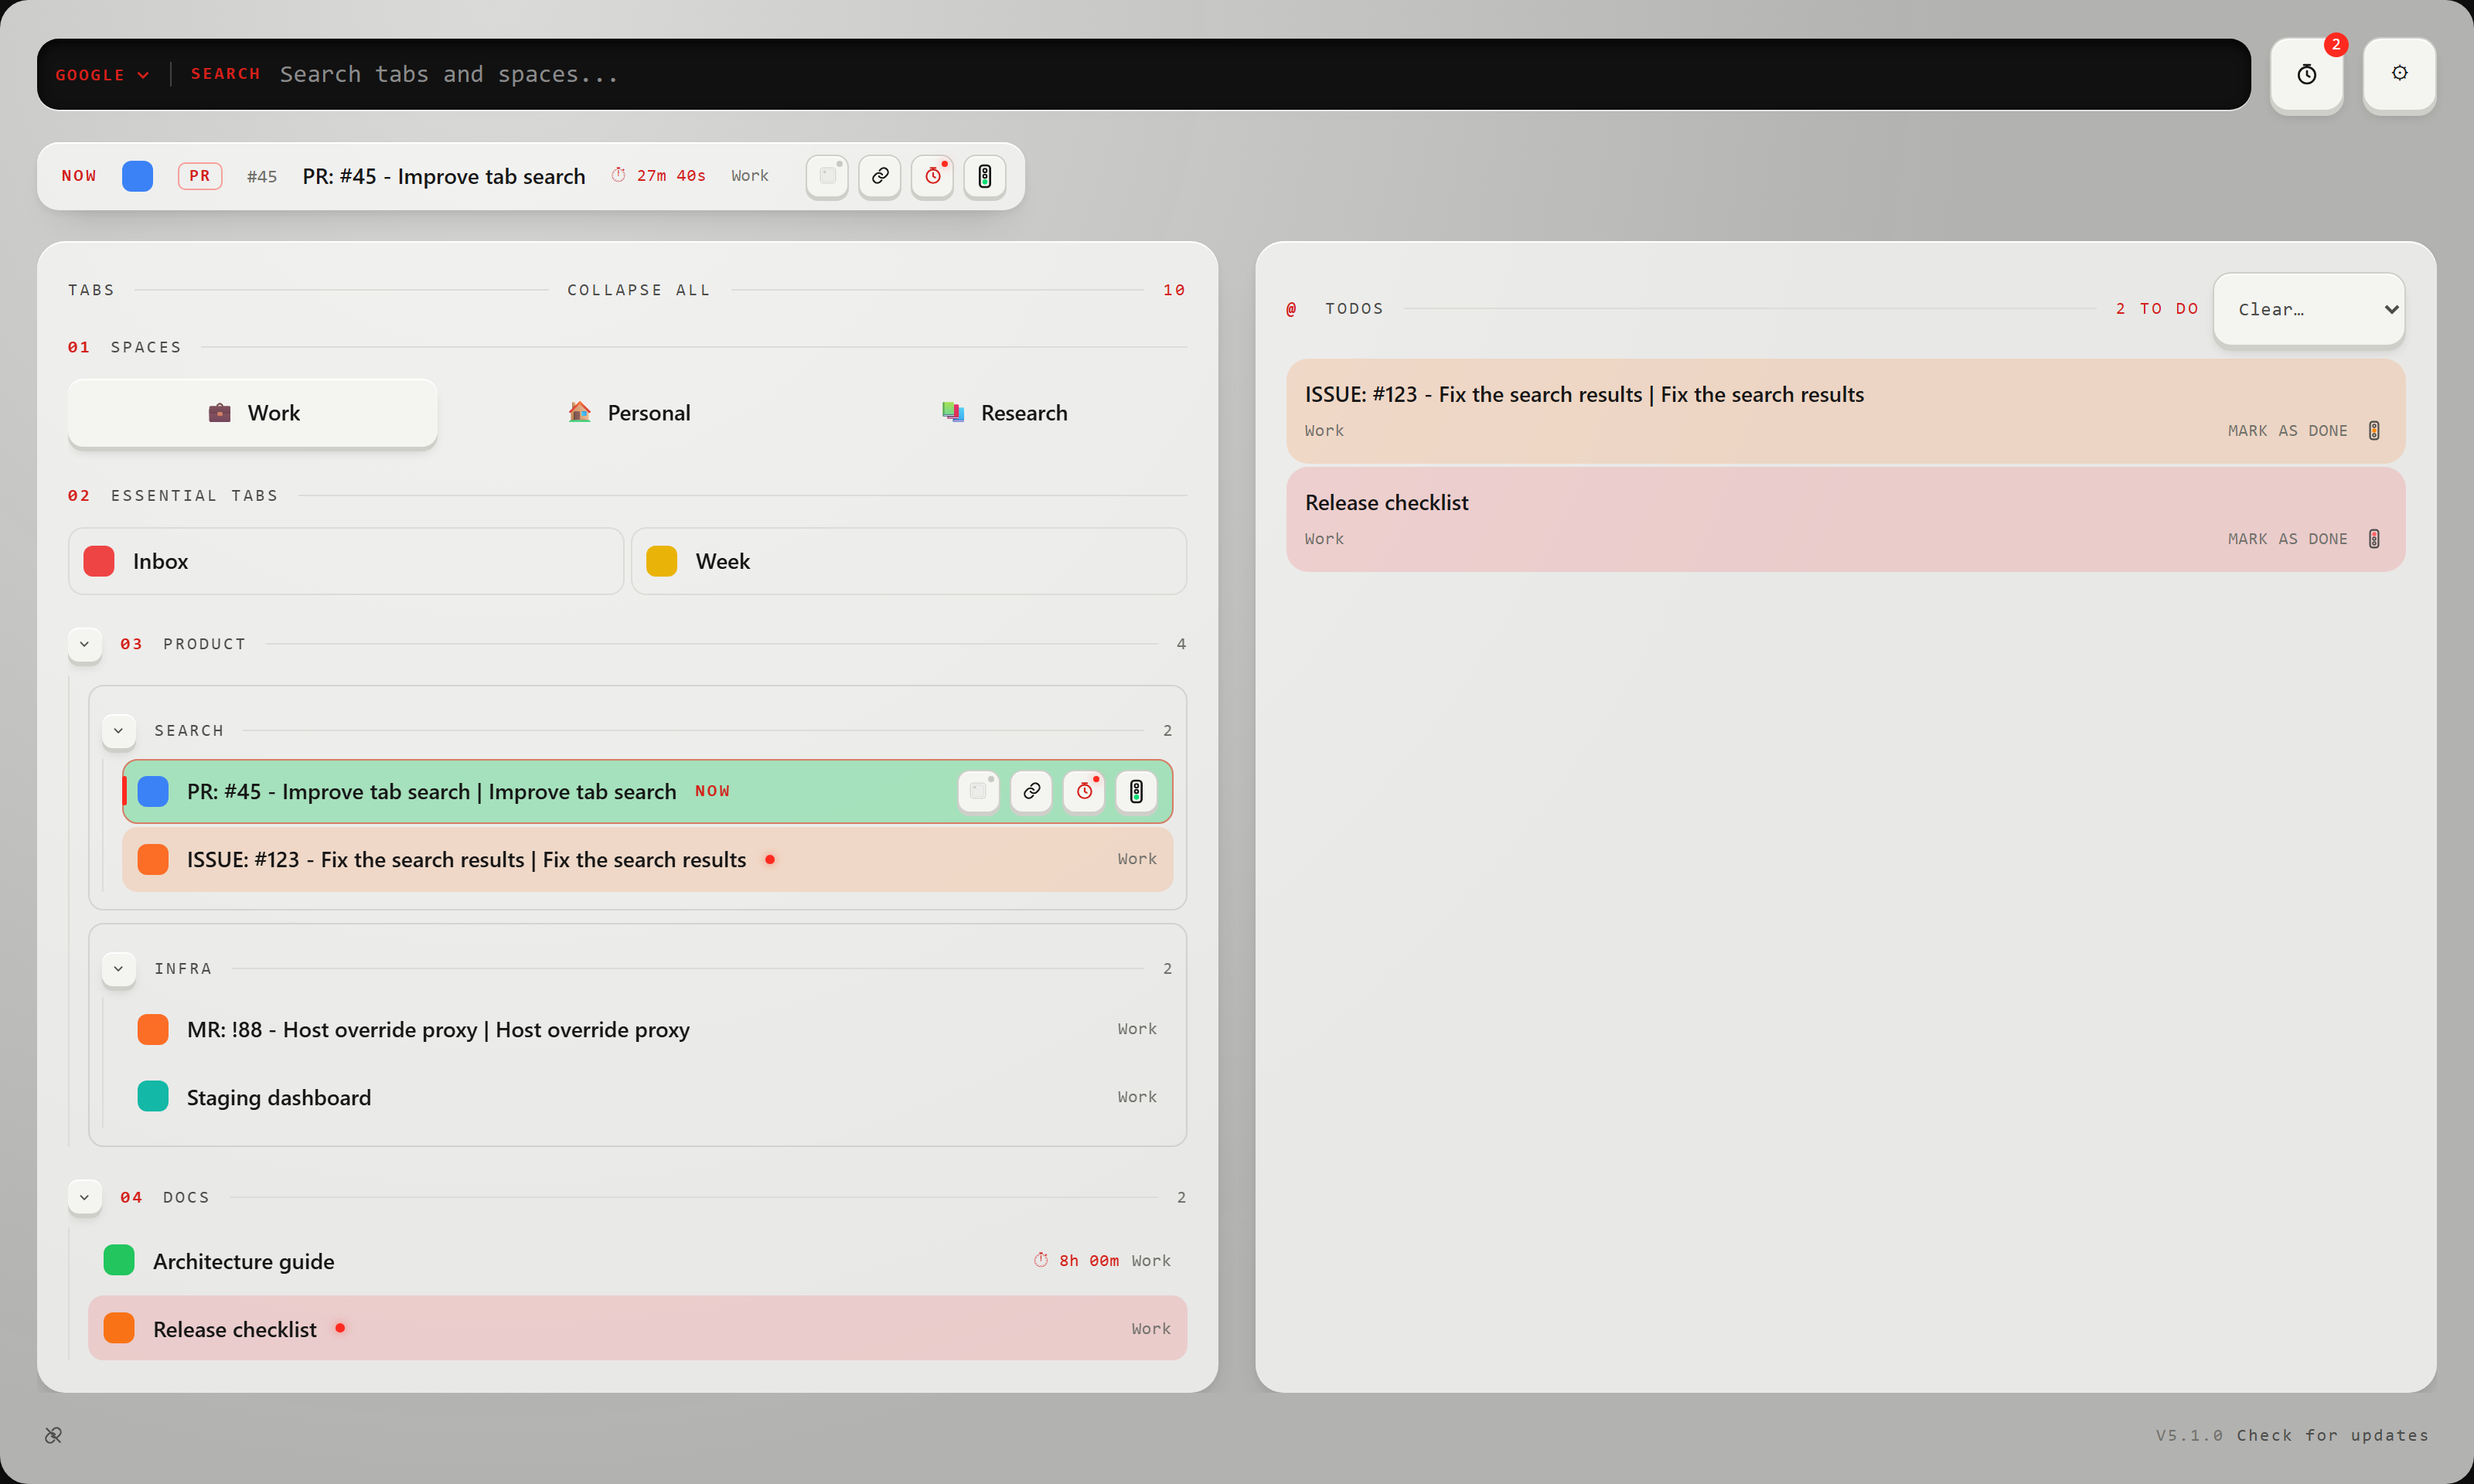 GOOGLE SEARCH Search tabs and spaces...
2
NOW PR #45 PR: #45 - Improve tab search 27m 40s Work
TABS COLLAPSE ALL 10
01 SPACES
Work Personal Research
02 ESSENTIAL TABS
Inbox Week
03 PRODUCT 4
SEARCH 2
PR: #45 - Improve tab search | Improve tab search NOW
ISSUE: #123 - Fix the search results | Fix the search results Work
INFRA 2
MR: !88 - Host override proxy | Host override proxy Work
Staging dashboard Work
04 DOCS 2
Architecture guide 8h 00m Work
Release checklist Work
@ TODOS 2 TO DO Clear…
ISSUE: #123 - Fix the search results | Fix the search results
Work MARK AS DONE
Release checklist
Work MARK AS DONE
V5.1.0 Check for updates